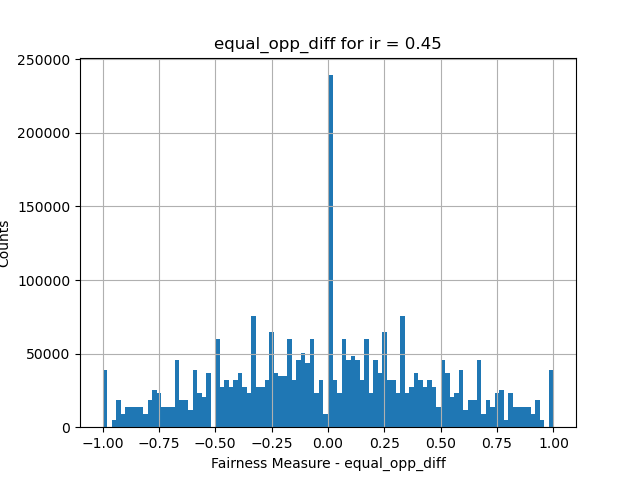 equal_opp_diff for ir = 0.45
250000
200000
150000
100000
50000
0
Counts
−1.00 −0.75 −0.50 −0.25 0.00 0.25 0.50 0.75 1.00
Fairness Measure - equal_opp_diff